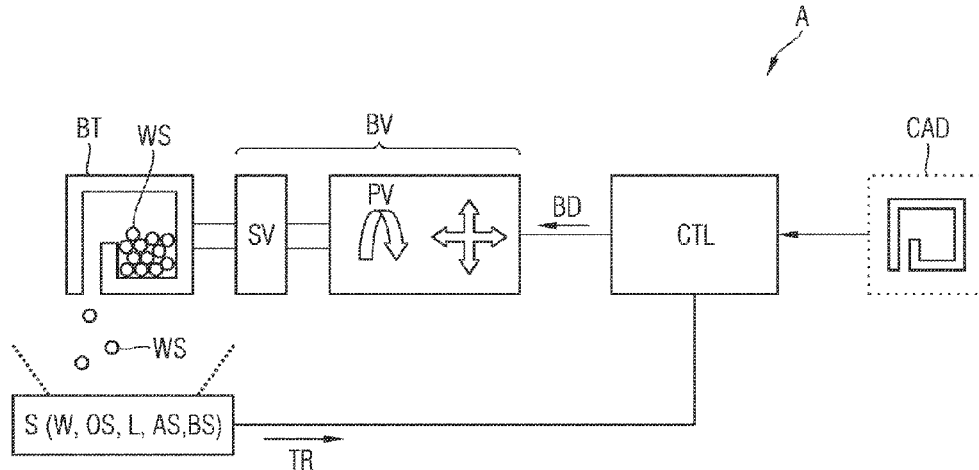 A
BT
WS
BV
CAD
PV
SV
BD
CTL
WS
S (W, OS, L, AS,BS)
TR